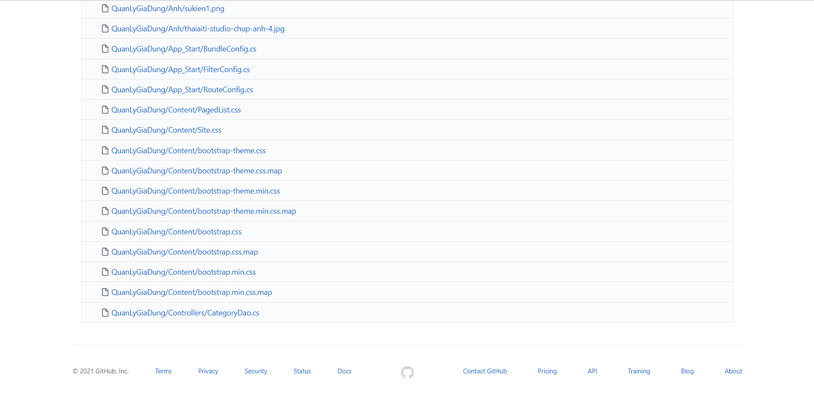 QuanLyGiaDung/Anh/sukien1.png
QuanLyGiaDung/Anh/thaiaiti-studio-chup-anh-4.jpg
QuanLyGiaDung/App_Start/BundleConfig.cs
QuanLyGiaDung/App_Start/FilterConfig.cs
QuanLyGiaDung/App_Start/RouteConfig.cs
QuanLyGiaDung/Content/PagedList.css
QuanLyGiaDung/Content/Site.css
QuanLyGiaDung/Content/bootstrap-theme.css
QuanLyGiaDung/Content/bootstrap-theme.css.map
QuanLyGiaDung/Content/bootstrap-theme.min.css
QuanLyGiaDung/Content/bootstrap-theme.min.css.map
QuanLyGiaDung/Content/bootstrap.css
QuanLyGiaDung/Content/bootstrap.css.map
QuanLyGiaDung/Content/bootstrap.min.css
QuanLyGiaDung/Content/bootstrap.min.css.map
QuanLyGiaDung/Controllers/CategoryDao.cs
© 2021 GitHub, Inc. Terms Privacy Security Status Docs Contact GitHub Pricing API Training Blog About